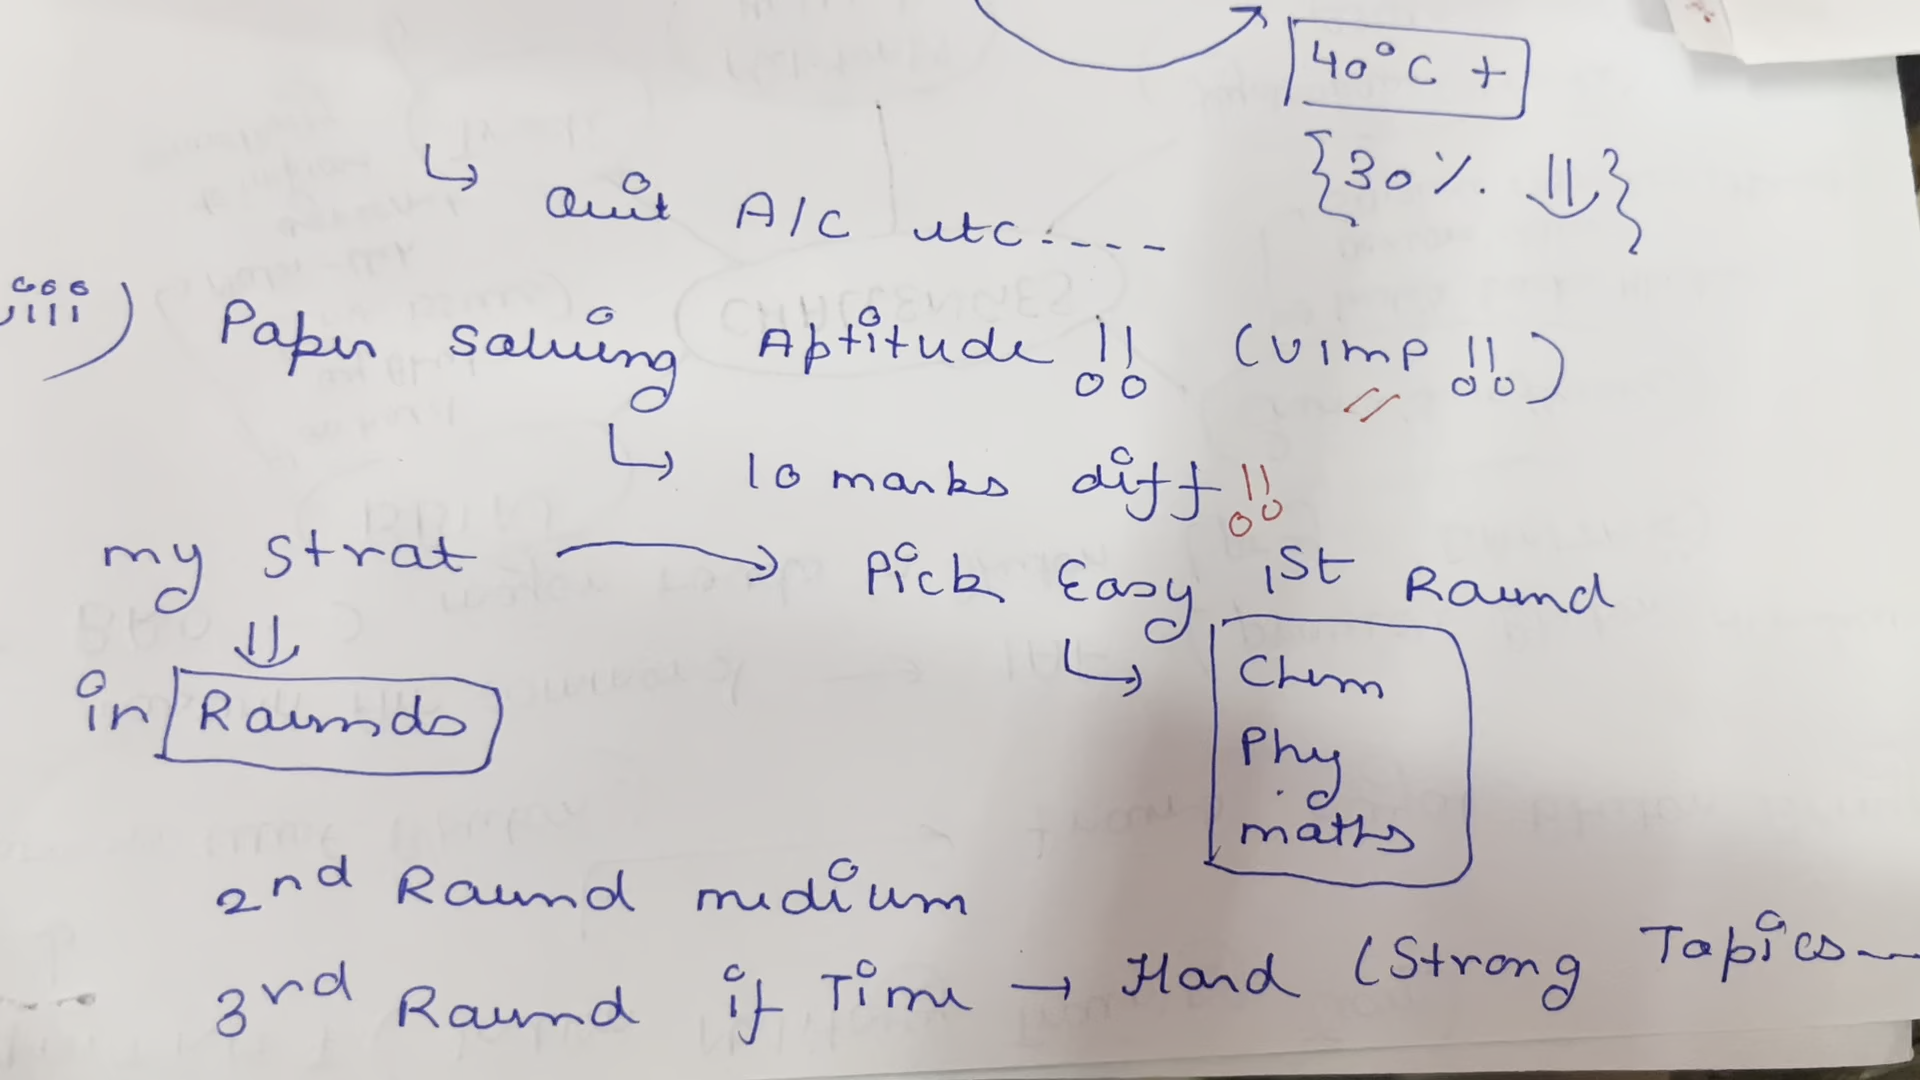 40°C +
{30% ⇓}
↳ Quit A/C etc.----
iii) Paper Solving Aptitude!! (VIMP!!)
↳ 10 marks diff!!
my strat → Pick Easy 1st Round
⇓
in Rounds
↳ Chem
Phy
maths
2nd Round medium
3rd Round if Time → Hard (Strong Topics